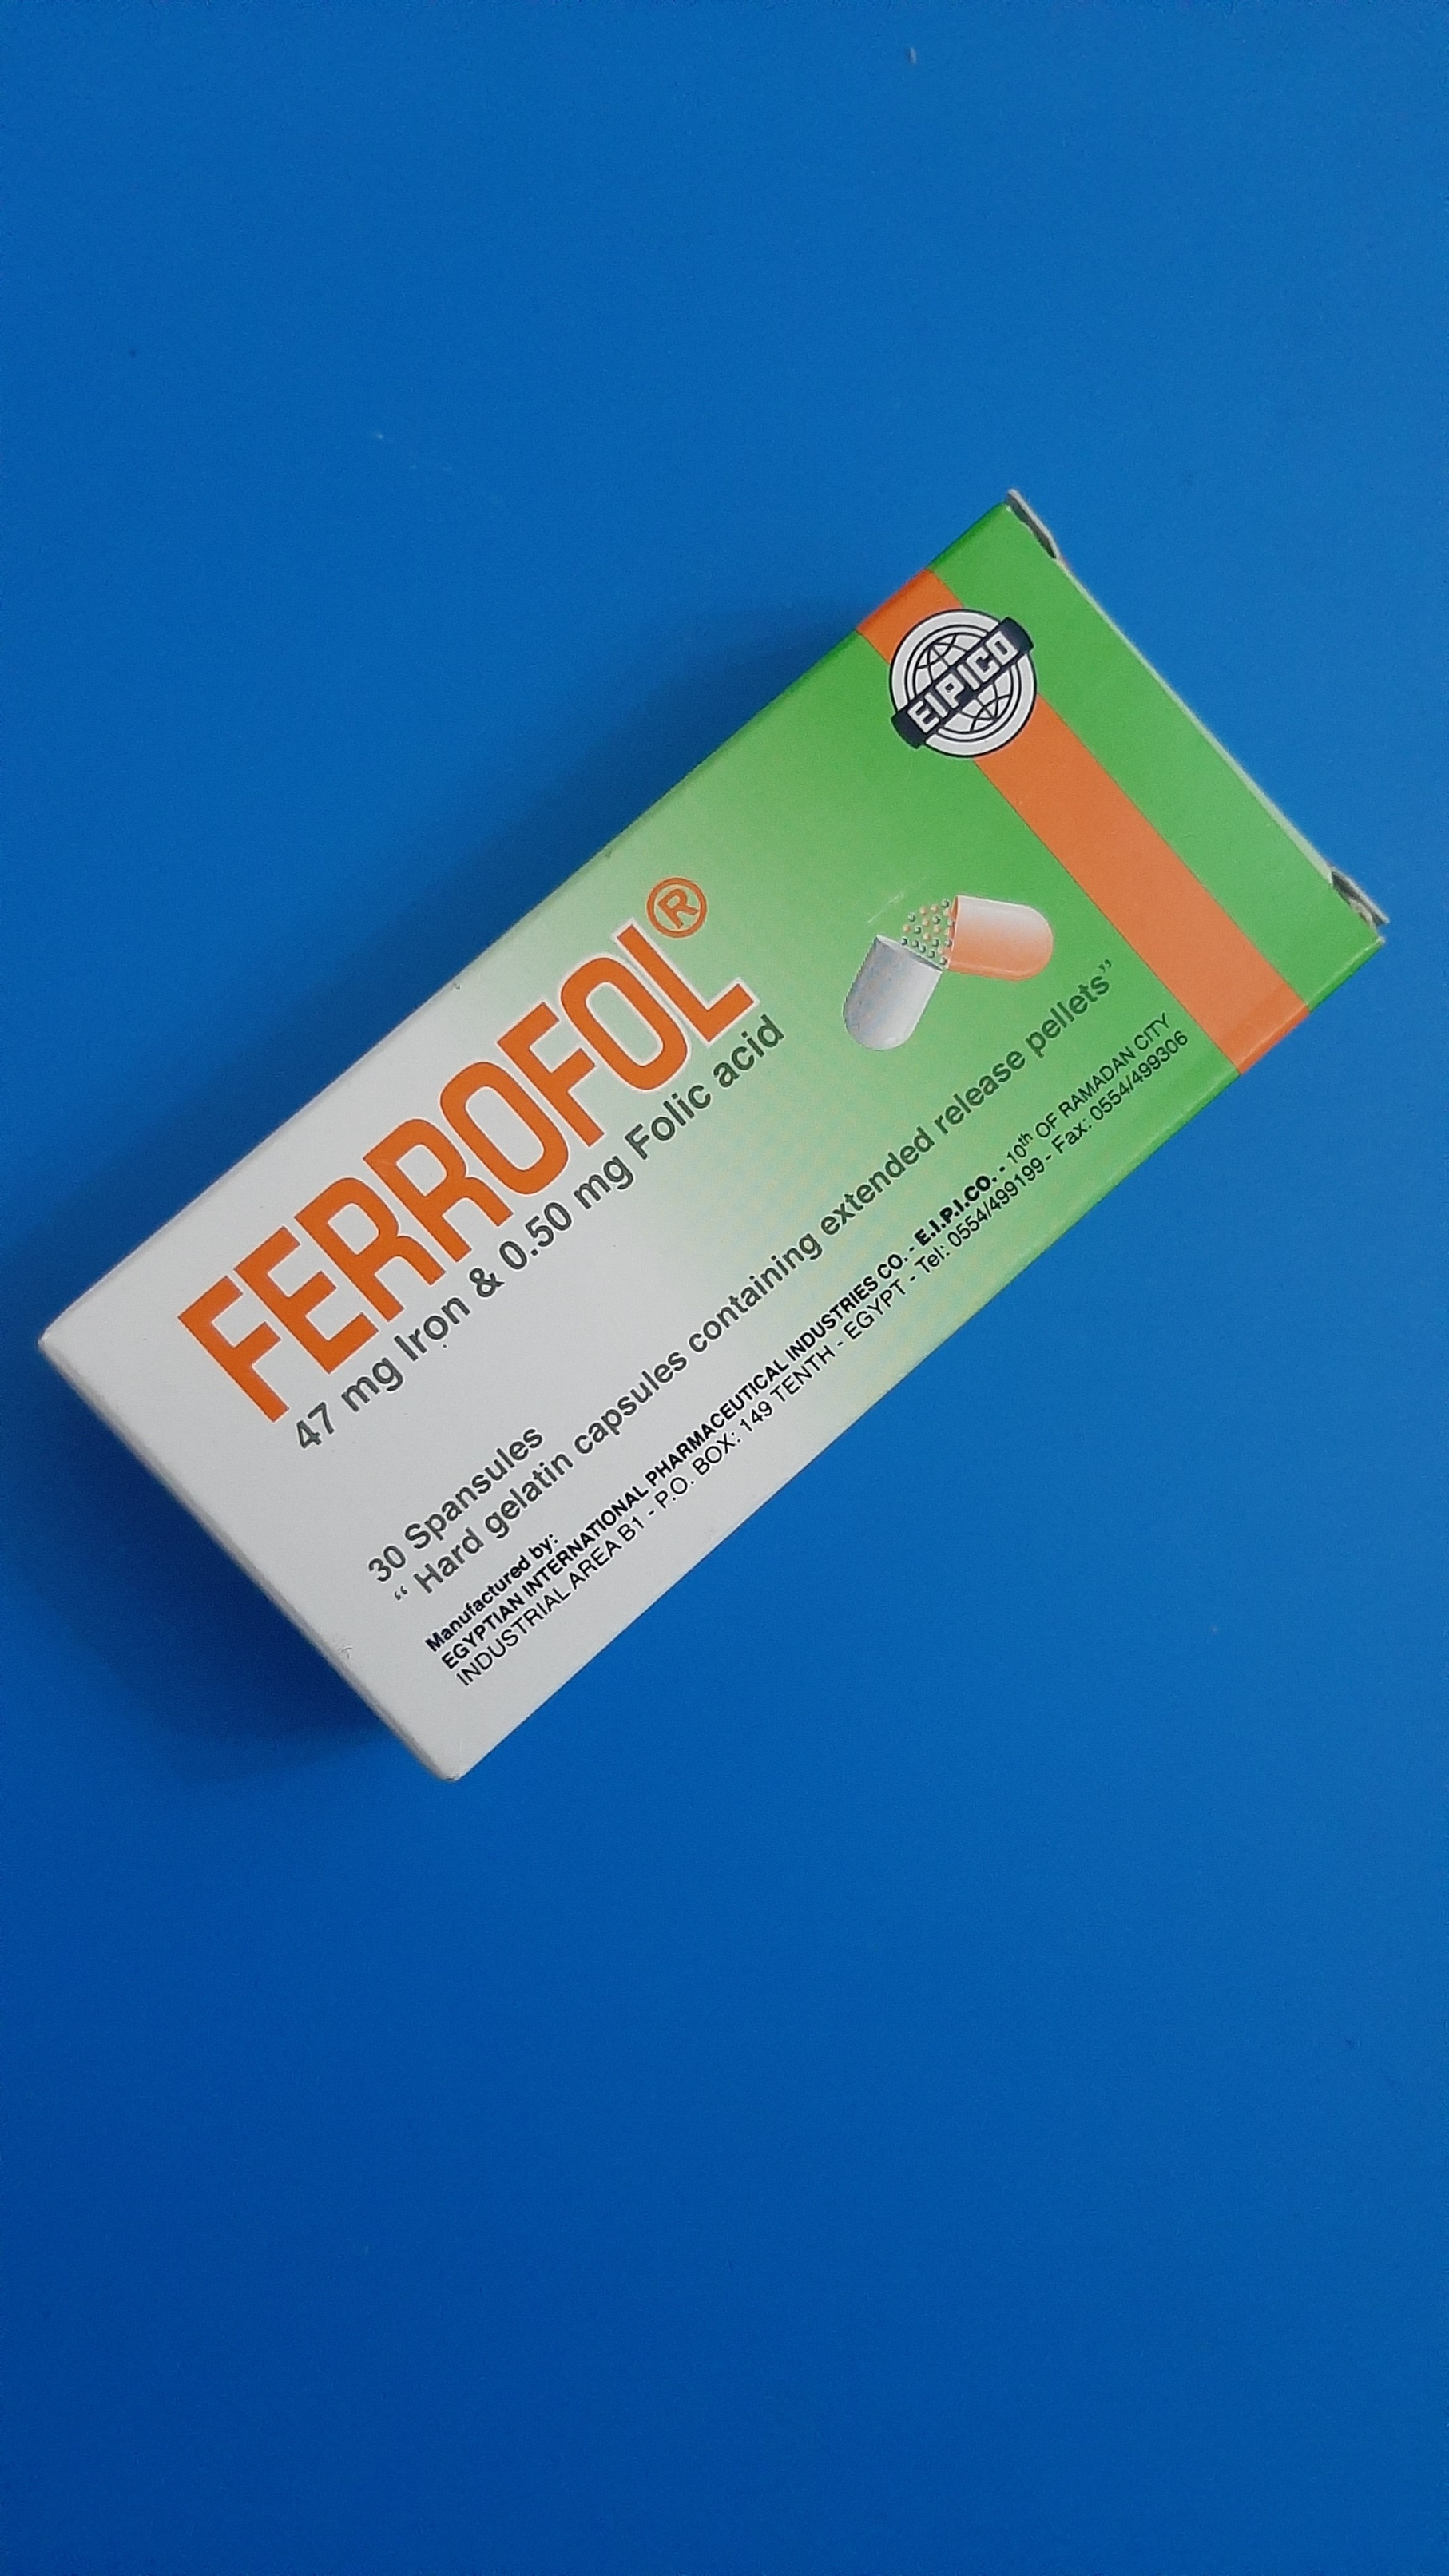 EIPICO
FERROFOL®
47 mg Iron & 0.50 mg Folic acid
30 Spansules
“ Hard gelatin capsules containing extended release pellets”
Manufactured by:
EGYPTIAN INTERNATIONAL PHARMACEUTICAL INDUSTRIES CO. - E.I.P.I.CO. - 10th OF RAMADAN CITY
INDUSTRIAL AREA B1 - P.O. BOX: 149 TENTH - EGYPT - Tel: 0554/499199 - Fax: 0554/499306